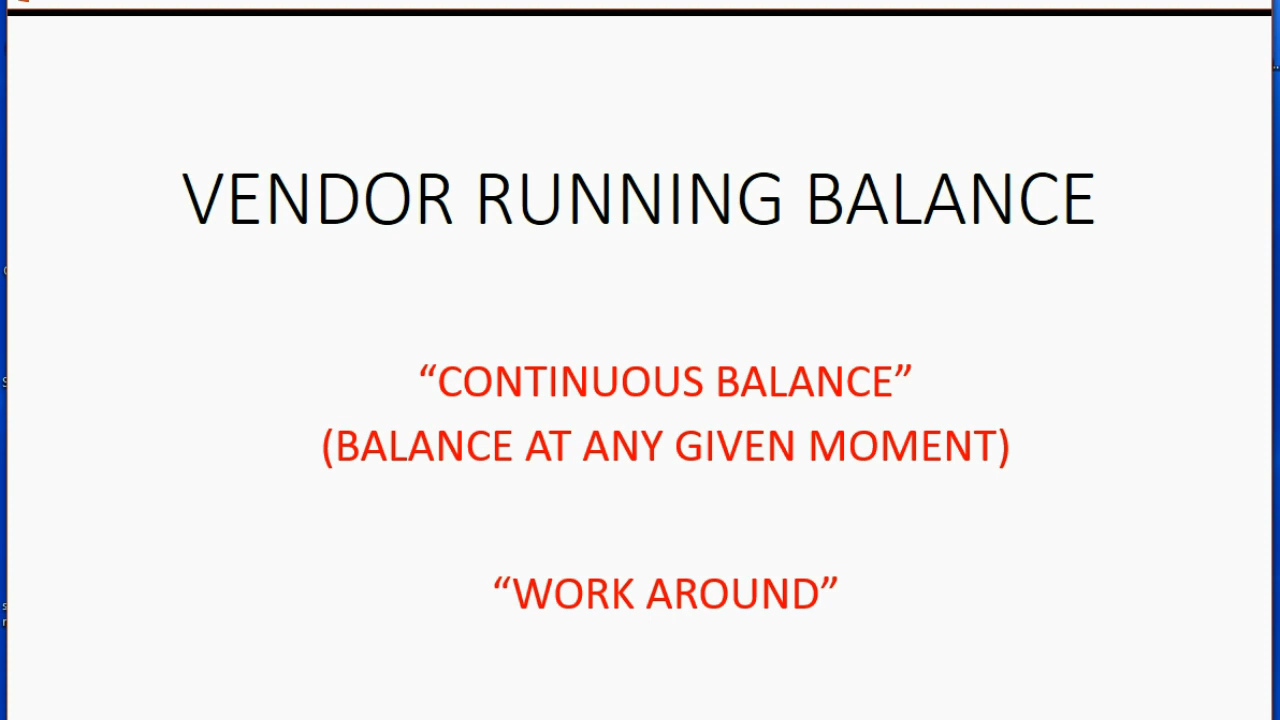 VENDOR RUNNING BALANCE
“CONTINUOUS BALANCE”
(BALANCE AT ANY GIVEN MOMENT)
“WORK AROUND”